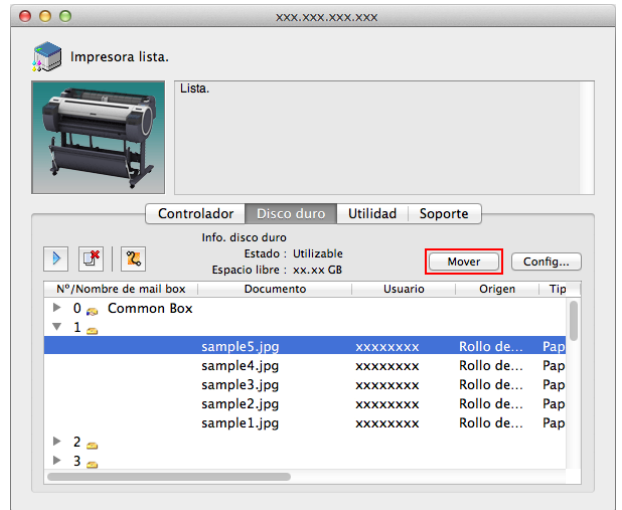 xxx.xxx.xxx.xxx
Impresora lista.
Lista.
Controlador Disco duro Utilidad Soporte
Info. disco duro
Estado : Utilizable
Espacio libre : xx.xx GB
Mover Config...
Nº/Nombre de mail box Documento Usuario Origen Tip
0 Common Box
1
sample5.jpg xxxxxxxx Rollo de... Pap
sample4.jpg xxxxxxxx Rollo de... Pap
sample3.jpg xxxxxxxx Rollo de... Pap
sample2.jpg xxxxxxxx Rollo de... Pap
sample1.jpg xxxxxxxx Rollo de... Pap
2
3